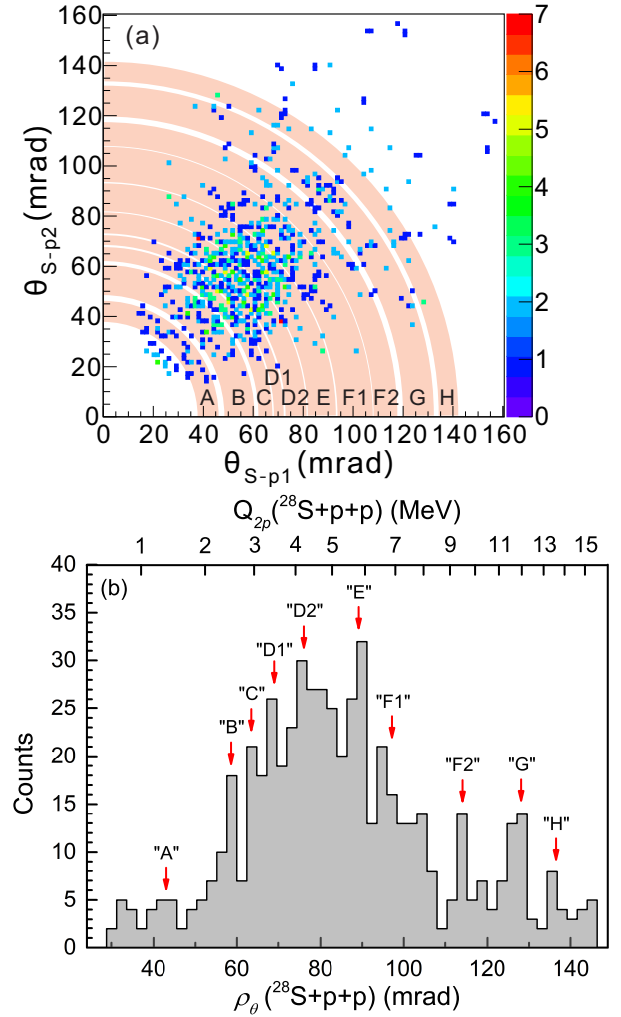 (a)
160
140
120
100
80
60
40
20
0
θS-p2(mrad)
7
6
5
4
3
2
1
0
D1
A B C D2 E F1 F2 G H
0 20 40 60 80 100 120 140 160
θS-p1(mrad)
Q2p(28S+p+p) (MeV)
1 2 3 4 5 7 9 11 13 15
(b)
40
35
30
25
20
15
10
5
0
Counts
"E"
"D2"
"D1"
"C"
"F1"
"B"
"F2"
"G"
"H"
"A"
40 60 80 100 120 140
ρθ(28S+p+p) (mrad)